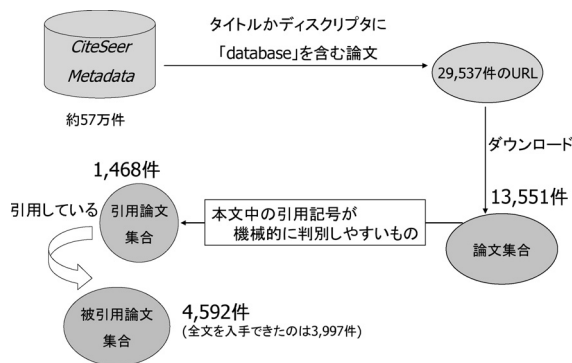 CiteSeer
Metadata
約57万件
タイトルかディスクリプタに
「database」を含む論文
29,537件のURL
ダウンロード
13,551件
論文集合
本文中の引用記号が
機械的に判別しやすいもの
1,468件
引用論文
集合
引用している
被引用論文
集合
4,592件
(全文を入手できたのは3,997件)